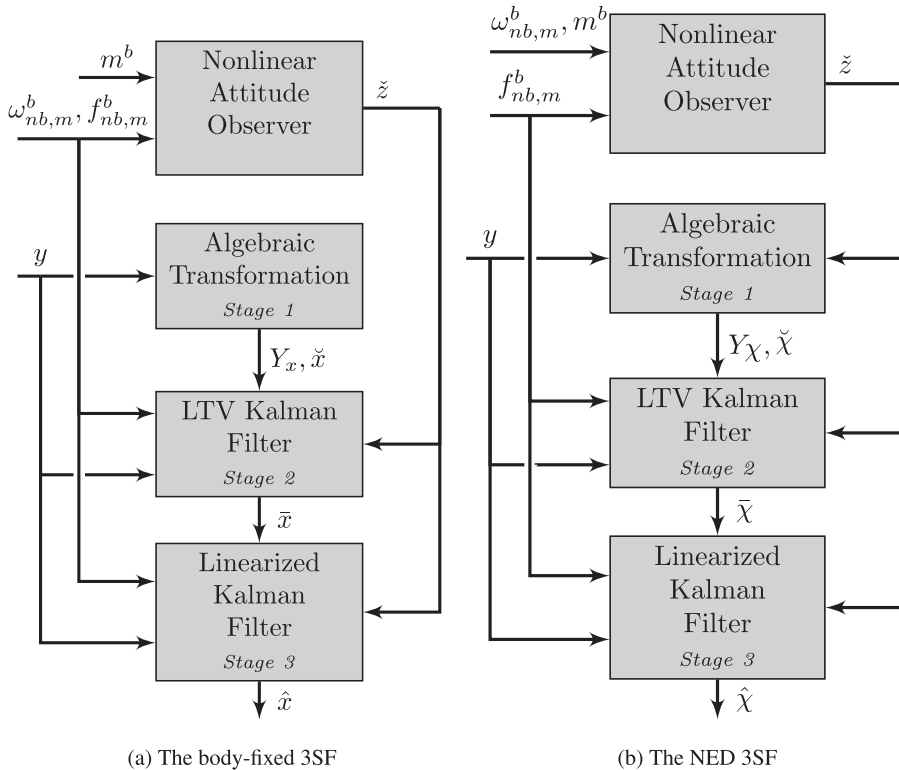 m^b
ω^b_{nb,m}, f^b_{nb,m}
Nonlinear
Attitude
Observer
ž
y
Algebraic
Transformation
Stage 1
Y_x, x̆
LTV Kalman
Filter
Stage 2
x̄
Linearized
Kalman
Filter
Stage 3
x̂
(a) The body-fixed 3SF
ω^b_{nb,m}, m^b
f^b_{nb,m}
Nonlinear
Attitude
Observer
ž
y
Algebraic
Transformation
Stage 1
Y_χ, χ̆
LTV Kalman
Filter
Stage 2
χ̄
Linearized
Kalman
Filter
Stage 3
χ̂
(b) The NED 3SF